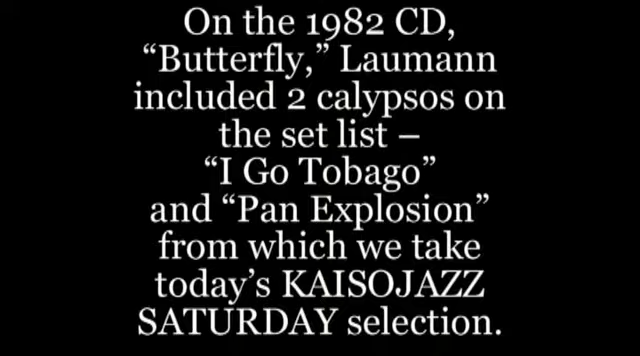 On the 1982 CD,
“Butterfly,” Laumann
included 2 calypsos on
the set list –
“I Go Tobago”
and “Pan Explosion”
from which we take
today’s KAISOJAZZ
SATURDAY selection.